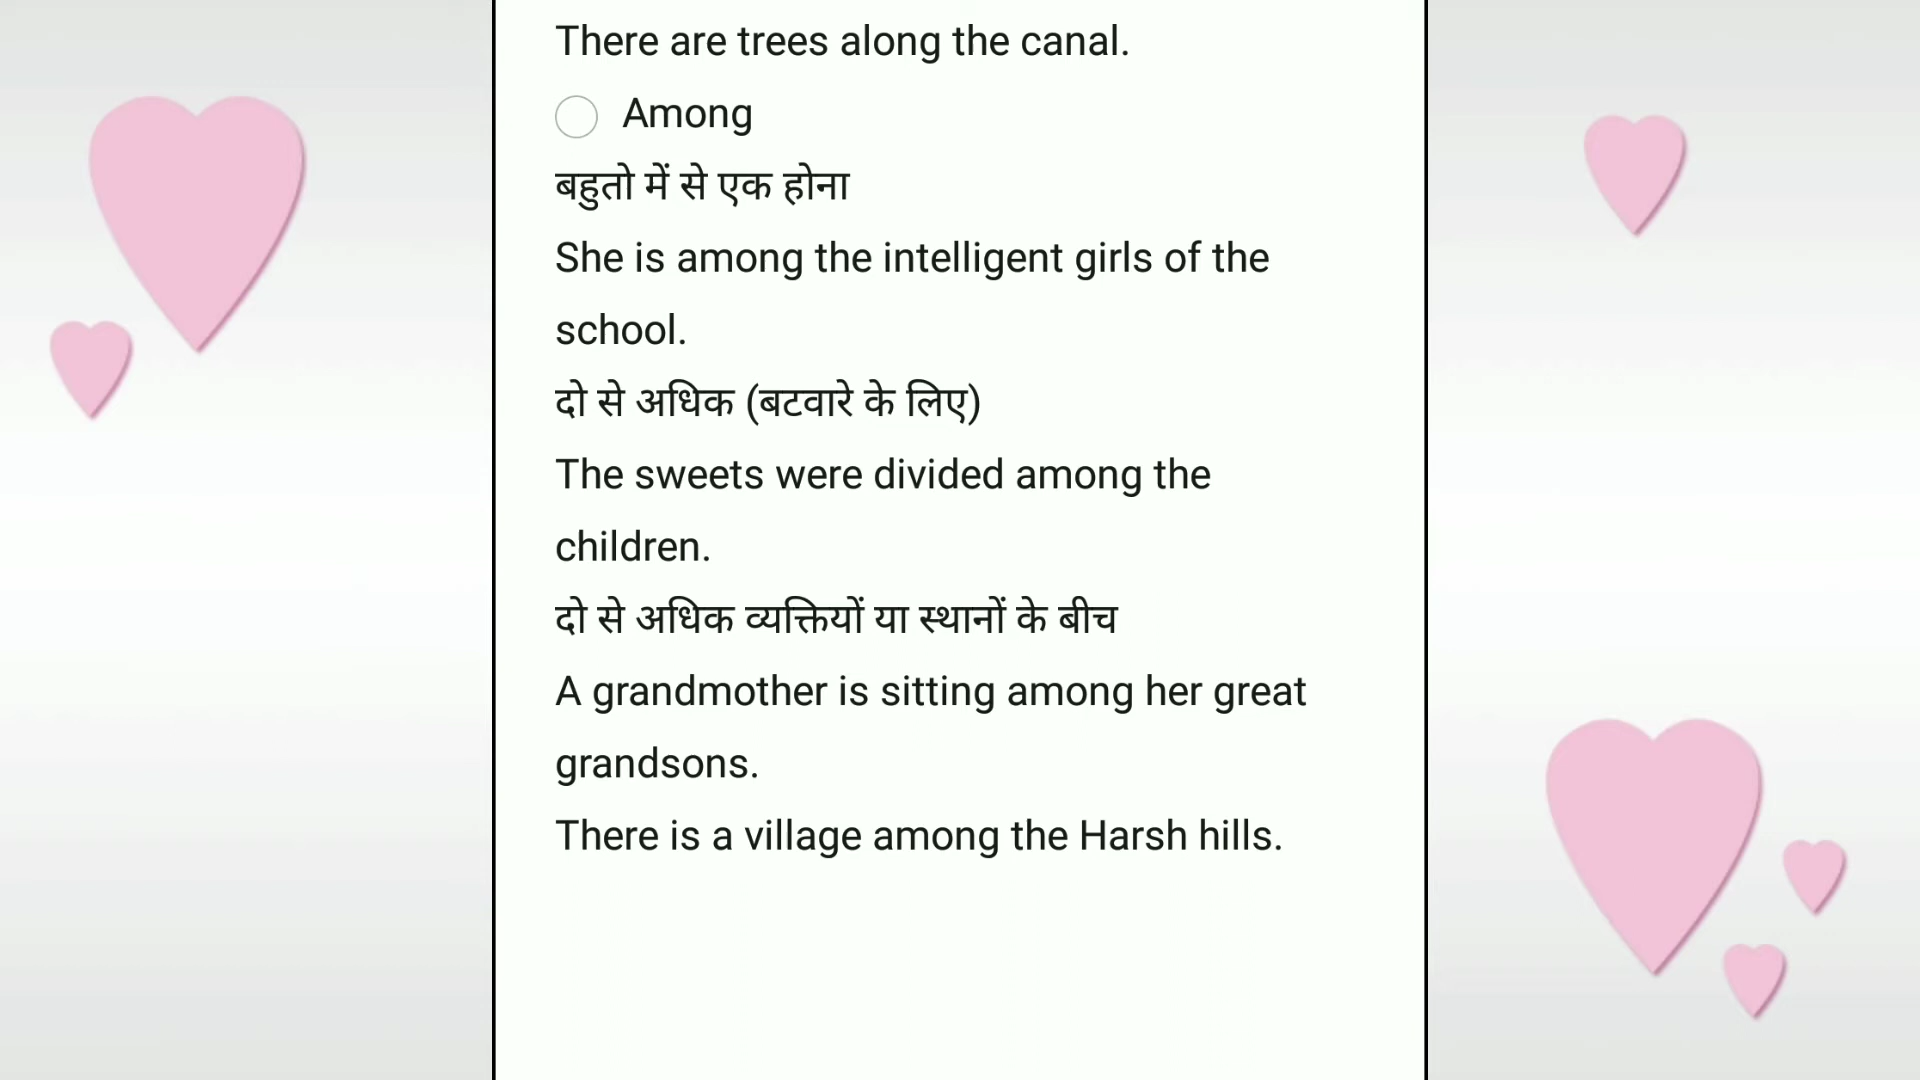 There are trees along the canal.
Among
बहुतो में से एक होना
She is among the intelligent girls of the
school.
दो से अधिक (बटवारे के लिए)
The sweets were divided among the
children.
दो से अधिक व्यक्तियों या स्थानों के बीच
A grandmother is sitting among her great
grandsons.
There is a village among the Harsh hills.